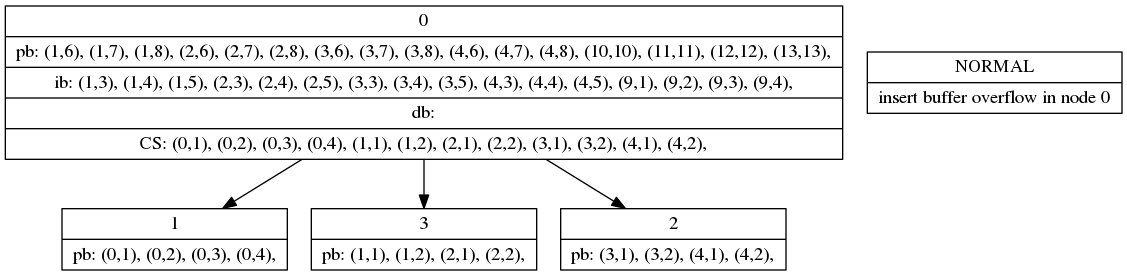 0
pb: (1,6), (1,7), (1,8), (2,6), (2,7), (2,8), (3,6), (3,7), (3,8), (4,6), (4,7), (4,8), (10,10), (11,11), (12,12), (13,13),
ib: (1,3), (1,4), (1,5), (2,3), (2,4), (2,5), (3,3), (3,4), (3,5), (4,3), (4,4), (4,5), (9,1), (9,2), (9,3), (9,4),
db:
CS: (0,1), (0,2), (0,3), (0,4), (1,1), (1,2), (2,1), (2,2), (3,1), (3,2), (4,1), (4,2),
NORMAL
insert buffer overflow in node 0
1
pb: (0,1), (0,2), (0,3), (0,4),
3
pb: (1,1), (1,2), (2,1), (2,2),
2
pb: (3,1), (3,2), (4,1), (4,2),